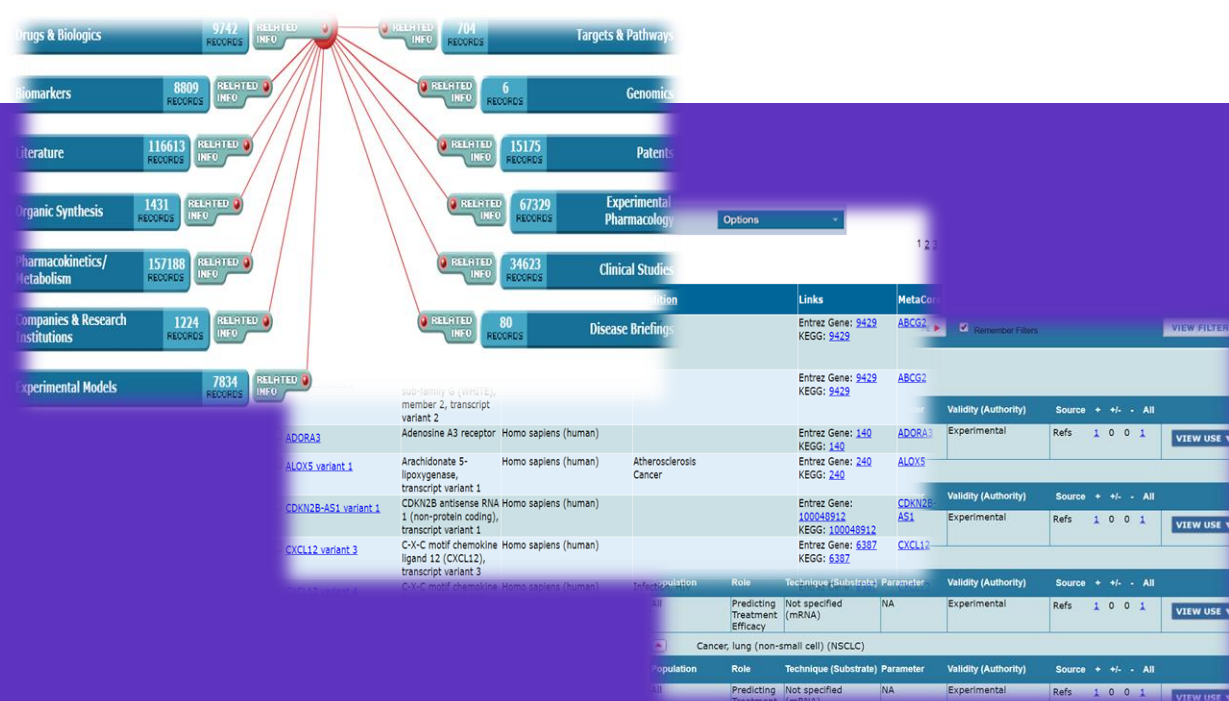 Drugs & Biologics 9742 RECORDS RELATED INFO
RELATED INFO 704 RECORDS Targets & Pathways
Biomarkers 8809 RECORDS RELATED INFO
RELATED INFO 6 RECORDS Genomics
Literature 116613 RECORDS RELATED INFO
RELATED INFO 15175 RECORDS Patents
Organic Synthesis 1431 RECORDS RELATED INFO
RELATED INFO 67329 RECORDS Experimental Pharmacology
Pharmacokinetics/ Metabolism 157188 RECORDS RELATED INFO
RELATED INFO 34623 RECORDS Clinical Studies
Companies & Research Institutions 1224 RECORDS RELATED INFO
RELATED INFO 80 RECORDS Disease Briefings
Experimental Models 7834 RECORDS RELATED INFO
Options
1 2 3
Links MetaCore
Entrez Gene: 9429 ABCG2
KEGG: 9429
Remember Filters VIEW FILTER
Entrez Gene: 9429 ABCG2
KEGG: 9429
sub-family G (WHITE),
member 2, transcript
variant 2
ADORA3 Adenosine A3 receptor Homo sapiens (human) Entrez Gene: 140 ADORA3
KEGG: 140
ALOX5 variant 1 Arachidonate 5- Homo sapiens (human) Atherosclerosis Entrez Gene: 240 ALOX5
lipoxygenase, Cancer KEGG: 240
transcript variant 1
CDKN2B-AS1 variant 1 CDKN2B antisense RNA Homo sapiens (human) Entrez Gene: CDKN2B-
1 (non-protein coding), 100048912 AS1
transcript variant 1 KEGG: 100048912
CXCL12 variant 3 C-X-C motif chemokine Homo sapiens (human) Entrez Gene: 6387 CXCL12
ligand 12 (CXCL12), KEGG: 6387
transcript variant 3
C-X-C motif chemokine Homo sapiens (human)
Validity (Authority) Source + +/- - All
Experimental Refs 1 0 0 1 VIEW USE
Validity (Authority) Source + +/- - All
Experimental Refs 1 0 0 1 VIEW USE
Population Role Technique (Substrate) Parameter Validity (Authority) Source + +/- - All
All Predicting Not specified NA Experimental Refs 1 0 0 1 VIEW USE
Treatment (mRNA)
Efficacy
Cancer, lung (non-small cell) (NSCLC)
Population Role Technique (Substrate) Parameter Validity (Authority) Source + +/- - All
All Predicting Not specified NA Experimental Refs 1 0 0 1 VIEW USE
Treatment (mRNA)